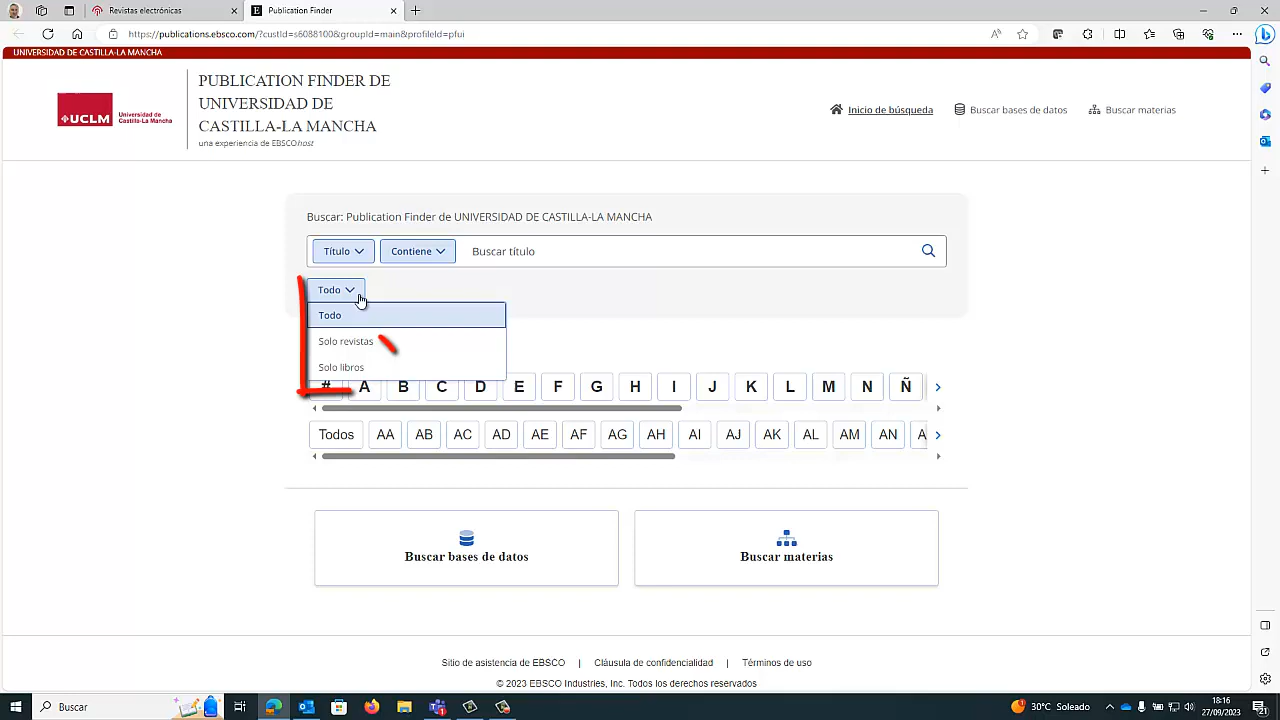 Revistas electrónicas
Publication Finder
https://publications.ebsco.com/?custId=s6088100&groupId=main&profileId=pfui
UNIVERSIDAD DE CASTILLA-LA MANCHA
UCLM
Universidad de
Castilla-La Mancha
PUBLICATION FINDER DE
UNIVERSIDAD DE
CASTILLA-LA MANCHA
una experiencia de EBSCOhost
Inicio de búsqueda
Buscar bases de datos
Buscar materias
Buscar: Publication Finder de UNIVERSIDAD DE CASTILLA-LA MANCHA
Título
Contiene
Buscar título
Todo
Todo
Solo revistas
Solo libros
# A B C D E F G H I J K L M N Ñ
Todos AA AB AC AD AE AF AG AH AI AJ AK AL AM AN A
Buscar bases de datos
Buscar materias
Sitio de asistencia de EBSCO | Cláusula de confidencialidad | Términos de uso
© 2023 EBSCO Industries, Inc. Todos los derechos reservados
Buscar
30°C Soleado
18:16
27/09/2023